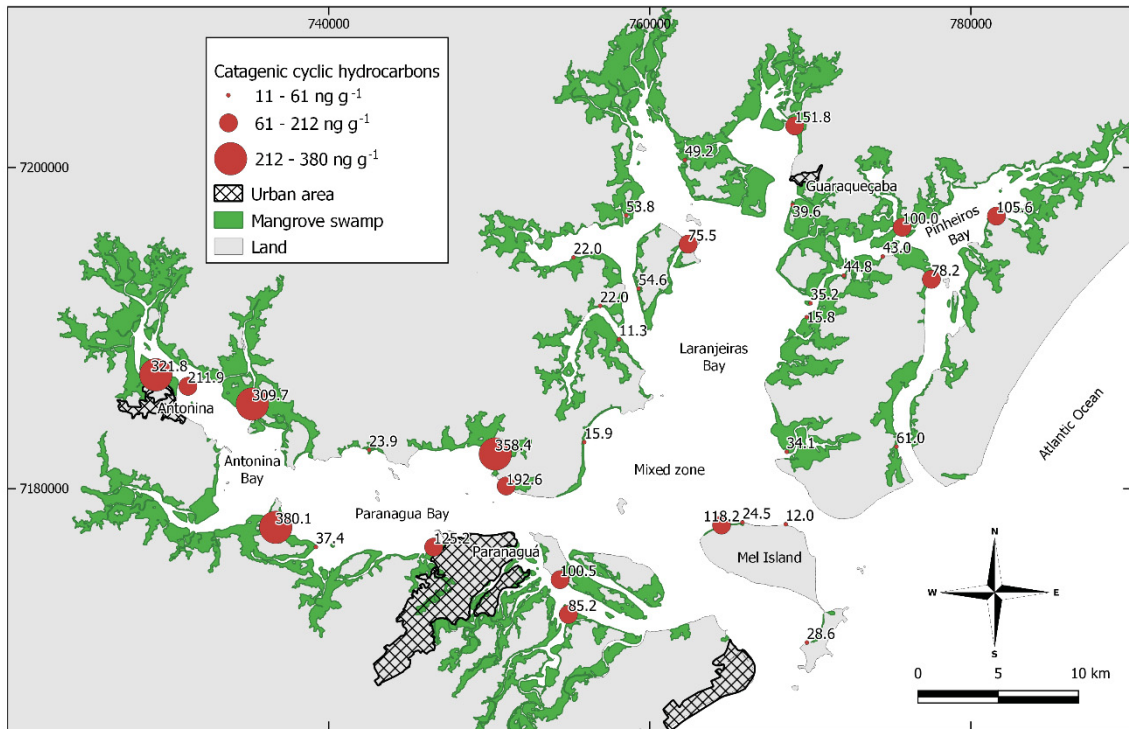 740000
760000
780000
Catagenic cyclic hydrocarbons
11 - 61 ng g⁻¹
61 - 212 ng g⁻¹
212 - 380 ng g⁻¹
Urban area
Mangrove swamp
Land
7200000
7180000
151.8
49.2
Guaraqueçaba
39.6
53.8
100.0
105.6
Pinheiros
Bay
75.5
43.0
22.0
44.8
78.2
54.6
22.0
35.2
15.8
11.3
Laranjeiras
Bay
321.8
211.9
309.7
Antonina
Atlantic Ocean
23.9
15.9
358.4
34.1
61.0
Antonina
Bay
192.6
Mixed zone
Paranagua Bay
380.1
37.4
125.2
Paranaguá
118.2
24.5
12.0
Mel Island
100.5
85.2
28.6
N
W
E
S
0
5
10 km